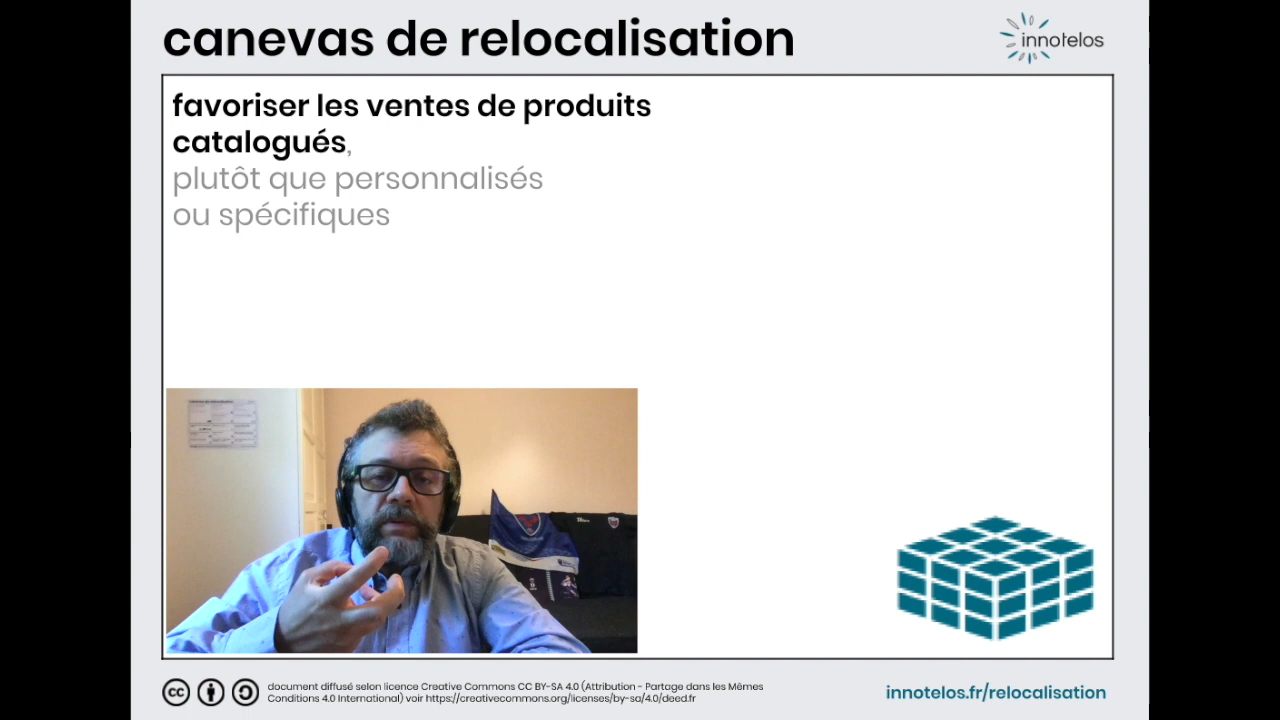 canevas de relocalisation
innotelos
favoriser les ventes de produits
catalogués,
plutôt que personnalisés
ou spécifiques
document diffusé selon licence Creative Commons CC BY-SA 4.0 (Attribution - Partage dans les Mêmes
Conditions 4.0 International) voir https://creativecommons.org/licenses/by-sa/4.0/deed.fr
innotelos.fr/relocalisation